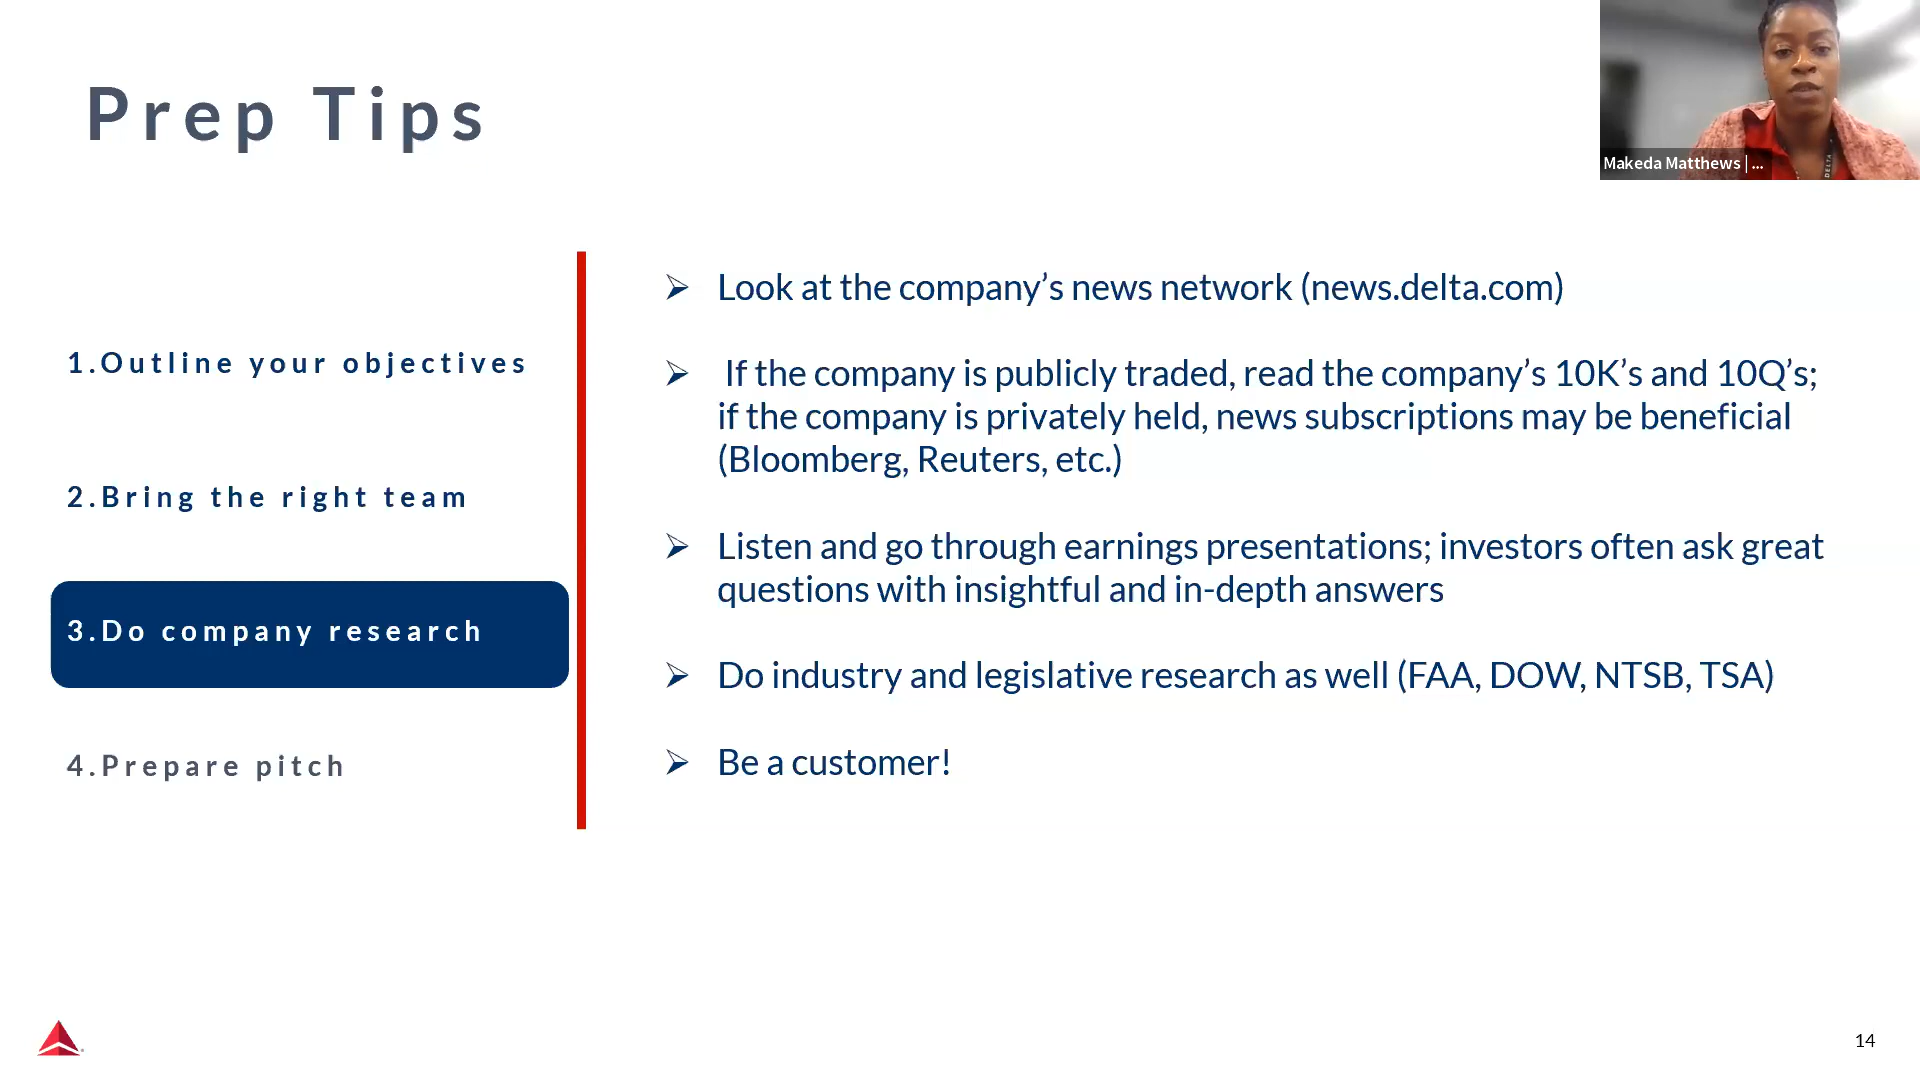 Prep Tips
Makeda Matthews | ...
DELTA
1.Outline your objectives
2.Bring the right team
3.Do company research
4.Prepare pitch
➢ Look at the company’s news network (news.delta.com)
➢ If the company is publicly traded, read the company’s 10K’s and 10Q’s;
if the company is privately held, news subscriptions may be beneficial
(Bloomberg, Reuters, etc.)
➢ Listen and go through earnings presentations; investors often ask great
questions with insightful and in-depth answers
➢ Do industry and legislative research as well (FAA, DOW, NTSB, TSA)
➢ Be a customer!
14